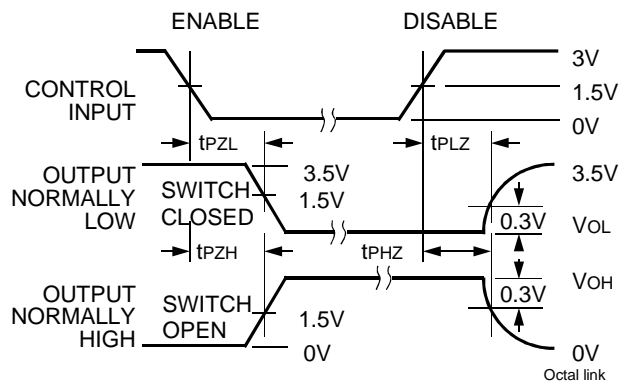 ENABLE
DISABLE
3V
CONTROL
INPUT
1.5V
0V
tPZL
tPLZ
OUTPUT
NORMALLY
LOW
SWITCH
CLOSED
3.5V
1.5V
3.5V
0.3V
VOL
tPZH
tPHZ
OUTPUT
NORMALLY
HIGH
SWITCH
OPEN
1.5V
0V
0.3V
VOH
0V
Octal link